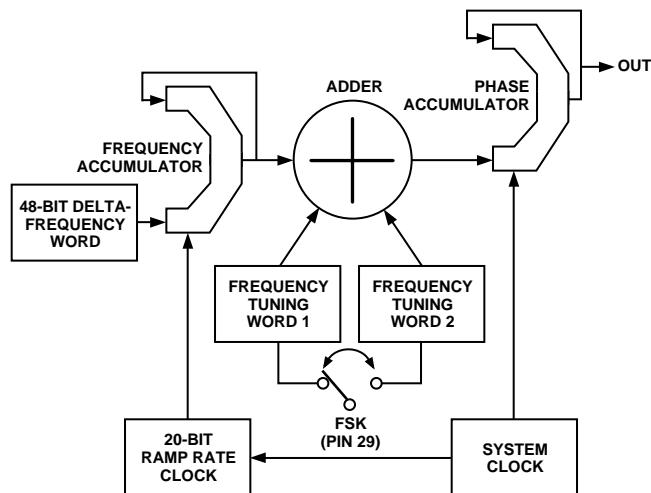 ADDER
PHASE
ACCUMULATOR
OUT
FREQUENCY
ACCUMULATOR
48-BIT DELTA-
FREQUENCY
WORD
FREQUENCY
TUNING
WORD 1
FREQUENCY
TUNING
WORD 2
FSK
(PIN 29)
20-BIT
RAMP RATE
CLOCK
SYSTEM
CLOCK